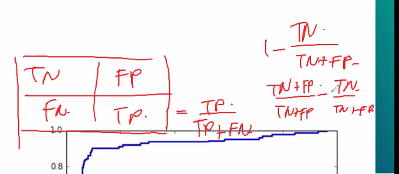 1 - TN. / TN+FP
TN | FP
FN. | TP. = TP. / TP+FN
TN+FP / TN+FP - TN / TN+FP
1.0
0.8